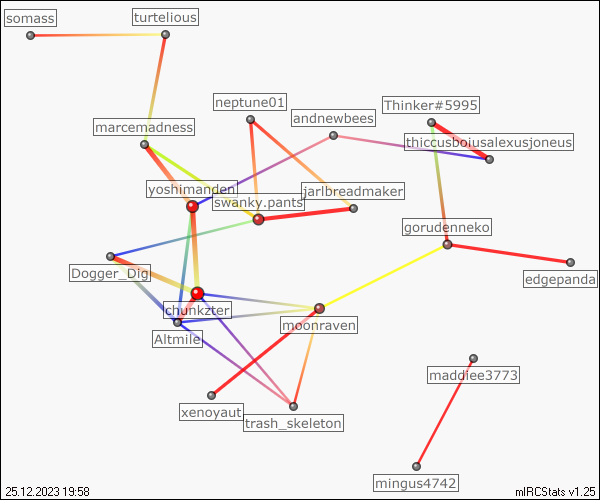 somass
turtelious
neptune01
Thinker#5995
andnewbees
marcemadness
thiccusboiusalexusjoneus
yoshimanden
jarlbreadmaker
swanky.pants
gorudenneko
Dogger_Dig
edgepanda
chunkzter
moonraven
Altmile
maddiee3773
xenoyaut
trash_skeleton
mingus4742
25.12.2023 19:58
mIRCStats v1.25